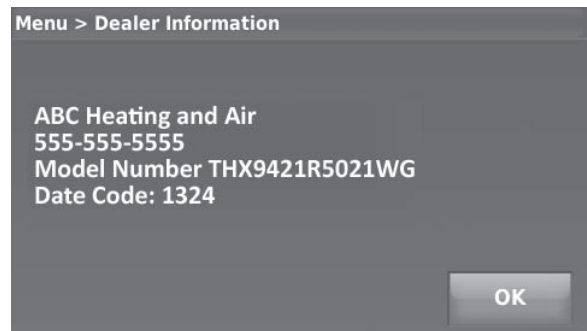 Menu > Dealer Information
ABC Heating and Air
555-555-5555
Model Number THX9421R5021WG
Date Code: 1324
OK